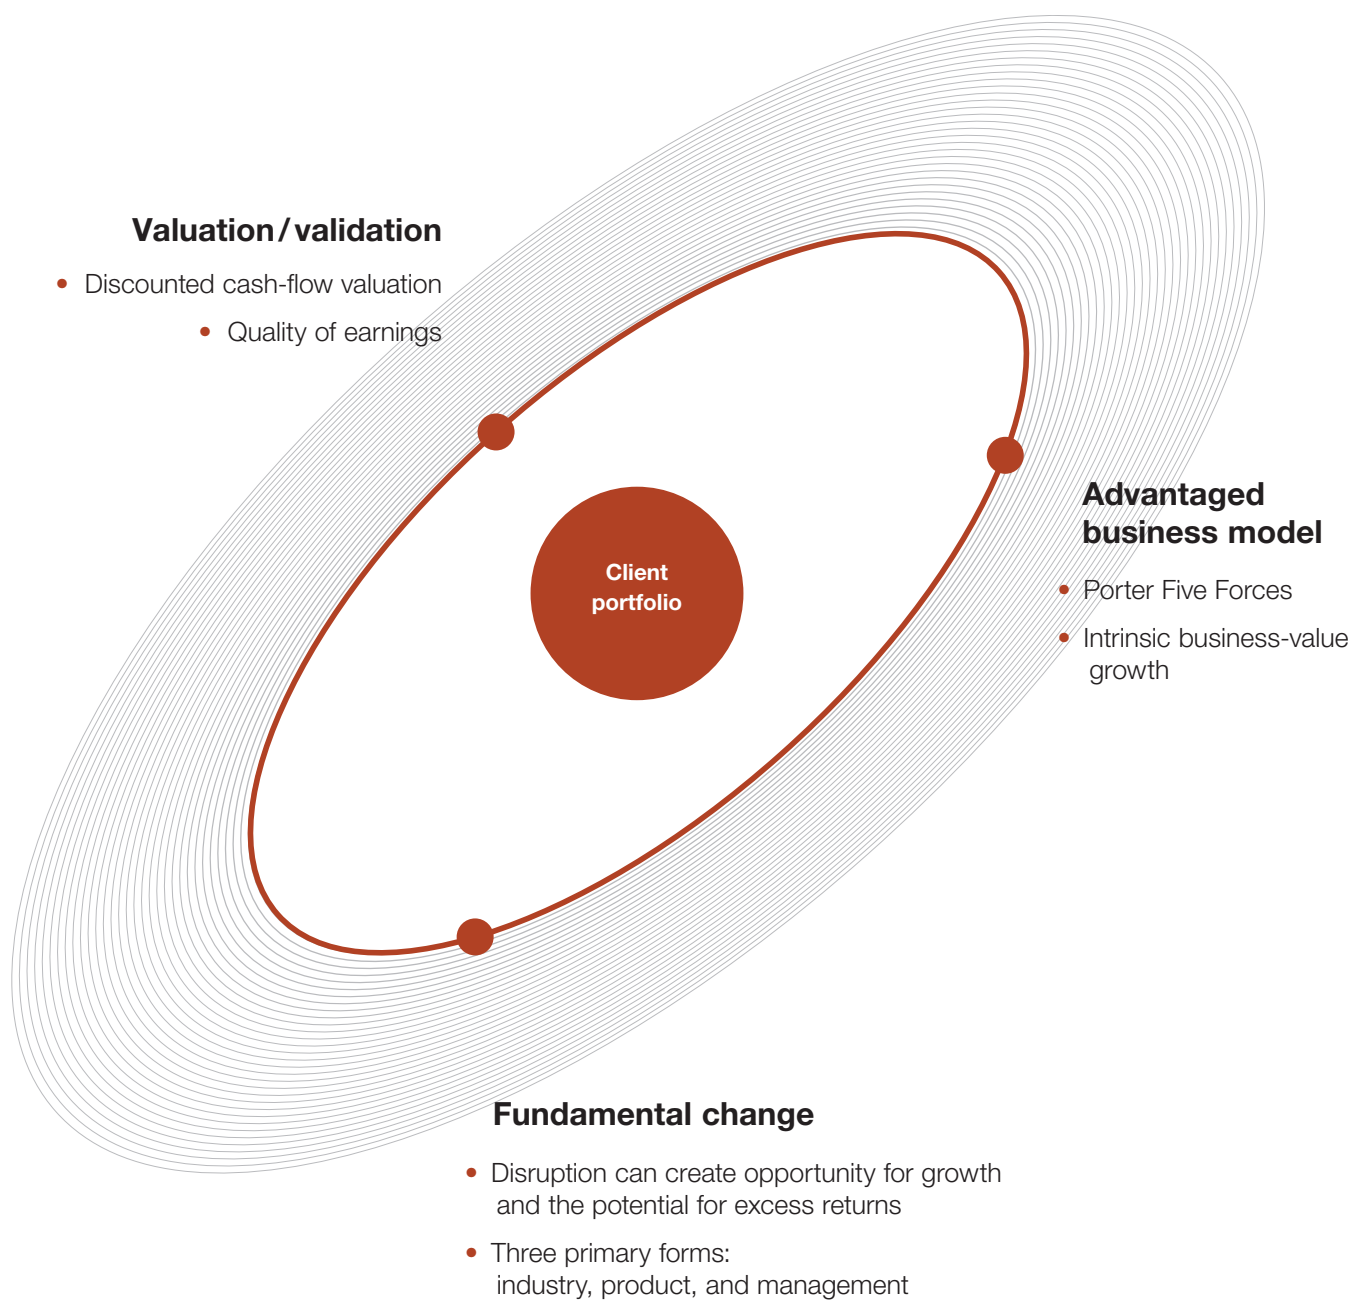 Valuation/validation
• Discounted cash-flow valuation
• Quality of earnings
Client
portfolio
Advantaged
business model
• Porter Five Forces
• Intrinsic business-value
growth
Fundamental change
• Disruption can create opportunity for growth
and the potential for excess returns
• Three primary forms:
industry, product, and management